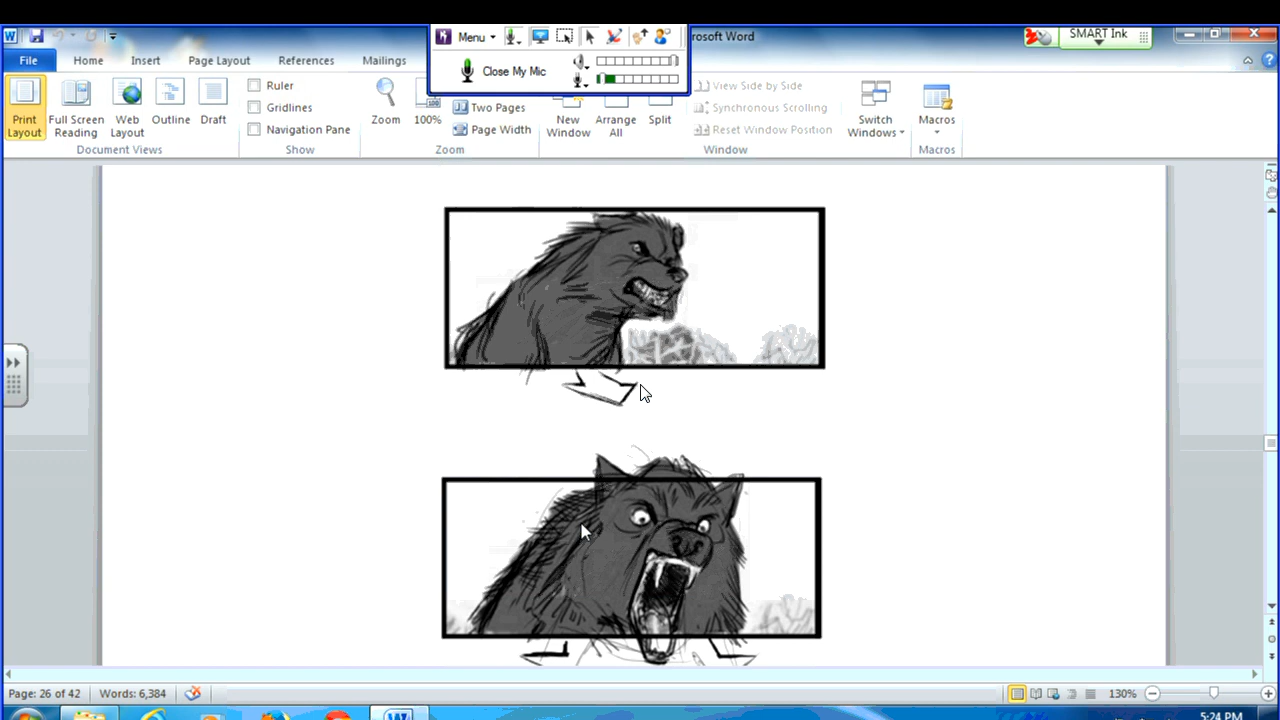 Menu
rosoft Word
SMART Ink
File Home Insert Page Layout References Mailings
Close My Mic
Print Layout
Full Screen Reading
Web Layout
Outline
Draft
Document Views
Ruler
Gridlines
Navigation Pane
Show
Zoom
100%
Two Pages
Page Width
Zoom
New Window
Arrange All
Split
View Side by Side
Synchronous Scrolling
Reset Window Position
Window
Switch Windows
Macros
Macros
Page: 26 of 42 Words: 6,384 130%
5:24 PM